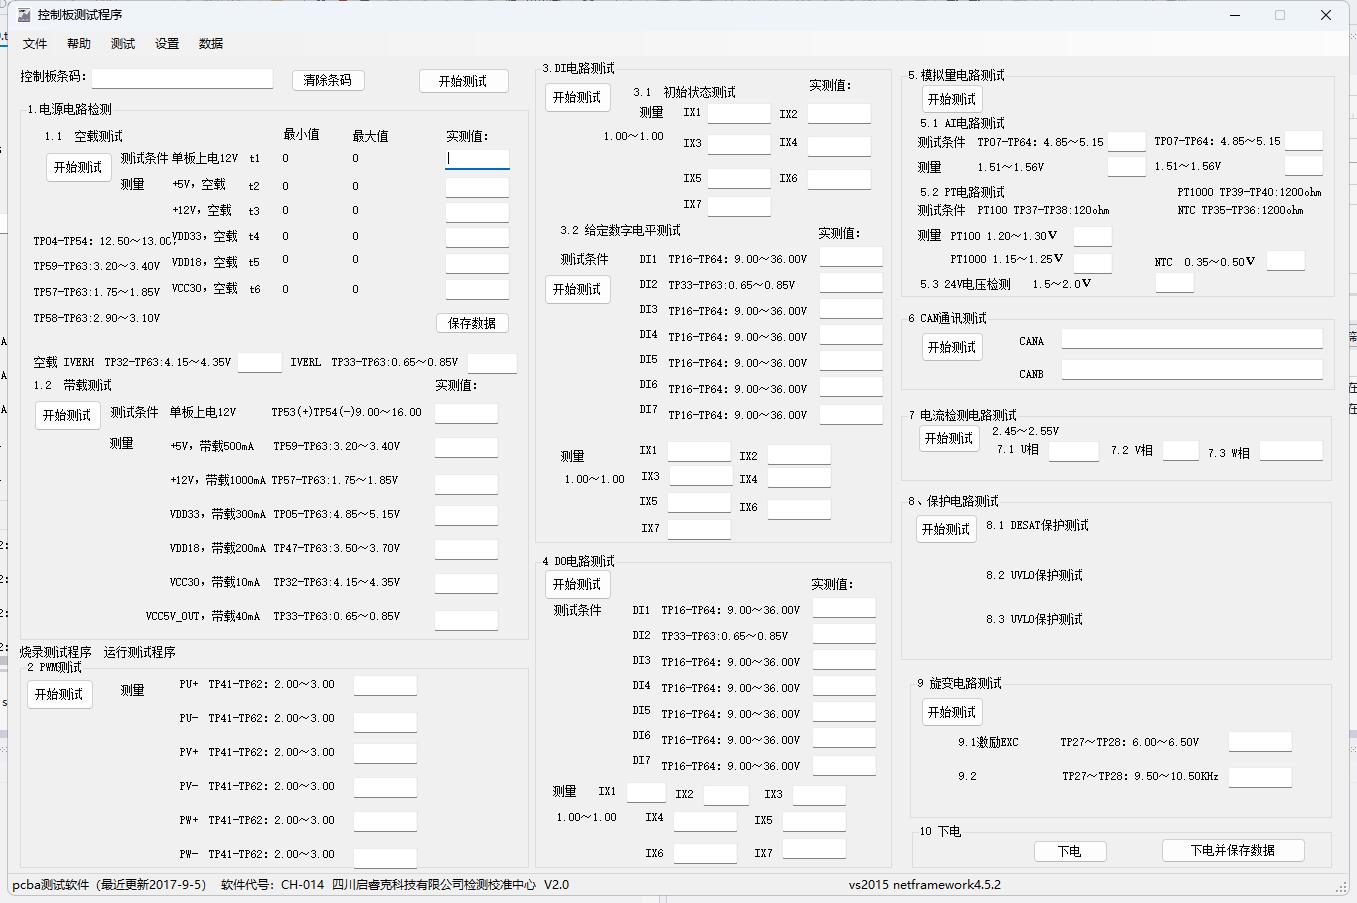 控制板测试程序
文件 帮助 测试 设置 数据
控制板条码: 清除条码 开始测试
1.电源电路检测
1.1 空载测试 最小值 最大值 实测值:
开始测试
测试条件 单板上电12V t1 0 0
测量 +5V，空载 t2 0 0
+12V，空载 t3 0 0
TP04-TP54: 12.50～13.00 VDD33，空载 t4 0 0
TP59-TP63:3.20～3.40V VDD18，空载 t5 0 0
TP57-TP63:1.75～1.85V VCC30，空载 t6 0 0
TP58-TP63:2.90～3.10V
保存数据
空载 IVERH TP32-TP63:4.15～4.35V IVERL TP33-TP63:0.65～0.85V
1.2 带载测试 实测值:
开始测试
测试条件 单板上电12V TP53(+)TP54(-)9.00～16.00
测量 +5V，带载500mA TP59-TP63:3.20～3.40V
+12V，带载1000mA TP57-TP63:1.75～1.85V
VDD33，带载300mA TP05-TP63:4.85～5.15V
VDD18，带载200mA TP47-TP63:3.50～3.70V
VCC30，带载10mA TP32-TP63:4.15～4.35V
VCC5V_OUT，带载40mA TP33-TP63:0.65～0.85V
烧录测试程序 运行测试程序
2 PWM测试
开始测试 测量
PU+ TP41-TP62: 2.00～3.00
PU- TP41-TP62: 2.00～3.00
PV+ TP41-TP62: 2.00～3.00
PV- TP41-TP62: 2.00～3.00
PW+ TP41-TP62: 2.00～3.00
PW- TP41-TP62: 2.00～3.00
3.DI电路测试
开始测试
3.1 初始状态测试 实测值:
测量 IX1 IX2
1.00～1.00 IX3 IX4
IX5 IX6
IX7
3.2 给定数字电平测试 实测值:
测试条件 DI1 TP16-TP64: 9.00～36.00V
开始测试
DI2 TP33-TP63:0.65～0.85V
DI3 TP16-TP64: 9.00～36.00V
DI4 TP16-TP64: 9.00～36.00V
DI5 TP16-TP64: 9.00～36.00V
DI6 TP16-TP64: 9.00～36.00V
DI7 TP16-TP64: 9.00～36.00V
测量 IX1 IX2
1.00～1.00 IX3 IX4
IX5 IX6
IX7
4 DO电路测试
开始测试 实测值:
测试条件 DI1 TP16-TP64: 9.00～36.00V
DI2 TP33-TP63:0.65～0.85V
DI3 TP16-TP64: 9.00～36.00V
DI4 TP16-TP64: 9.00～36.00V
DI5 TP16-TP64: 9.00～36.00V
DI6 TP16-TP64: 9.00～36.00V
DI7 TP16-TP64: 9.00～36.00V
测量 IX1 IX2 IX3
1.00～1.00 IX4 IX5
IX6 IX7
5.模拟量电路测试
开始测试
5.1 AI电路测试
测试条件 TP07-TP64: 4.85～5.15 TP07-TP64: 4.85～5.15
测量 1.51～1.56V 1.51～1.56V
5.2 PT电路测试 PT1000 TP39-TP40:1200ohm
测试条件 PT100 TP37-TP38:120ohm NTC TP35-TP36:1200ohm
测量 PT100 1.20～1.30V
PT1000 1.15～1.25V NTC 0.35～0.50V
5.3 24V电压检测 1.5～2.0V
6 CAN通讯测试
开始测试 CANA
CANB
7 电流检测电路测试
开始测试 2.45～2.55V
7.1 U相 7.2 V相 7.3 W相
8、保护电路测试
开始测试 8.1 DESAT保护测试
8.2 UVLO保护测试
8.3 UVLO保护测试
9 旋变电路测试
开始测试
9.1激励EXC TP27～TP28: 6.00～6.50V
9.2 TP27～TP28: 9.50～10.50KHz
10 下电
下电 下电并保存数据
pcba测试软件（最近更新2017-9-5） 软件代号：CH-014 四川启睿克科技有限公司检测校准中心 V2.0 vs2015 netframework4.5.2